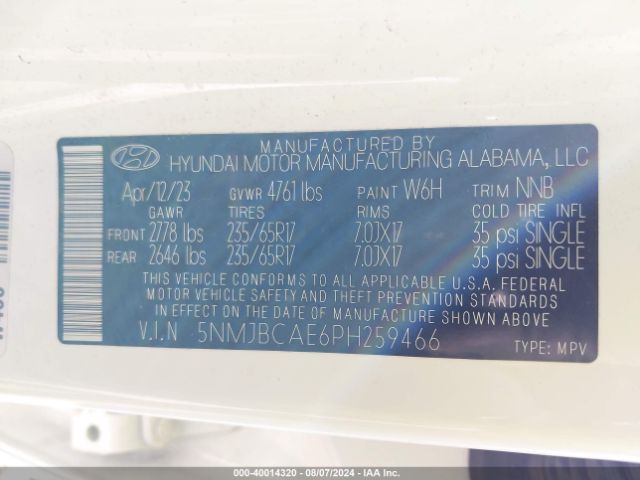 MANUFACTURED BY
HYUNDAI MOTOR MANUFACTURING ALABAMA, LLC
Apr/12/23 GVWR 4761 lbs PAINT W6H TRIM NNB
GAWR TIRES RIMS COLD TIRE INFL
FRONT 2778 lbs 235/65R17 7.0JX17 35 psi SINGLE
REAR 2646 lbs 235/65R17 7.0JX17 35 psi SINGLE
THIS VEHICLE CONFORMS TO ALL APPLICABLE U.S.A. FEDERAL
MOTOR VEHICLE SAFETY AND THEFT PREVENTION STANDARDS
IN EFFECT ON THE DATE OF MANUFACTURE SHOWN ABOVE.
V.I.N 5NMJBCAE6PH259466
TYPE: MPV
000-40014320 - 08/07/2024 - IAA Inc.